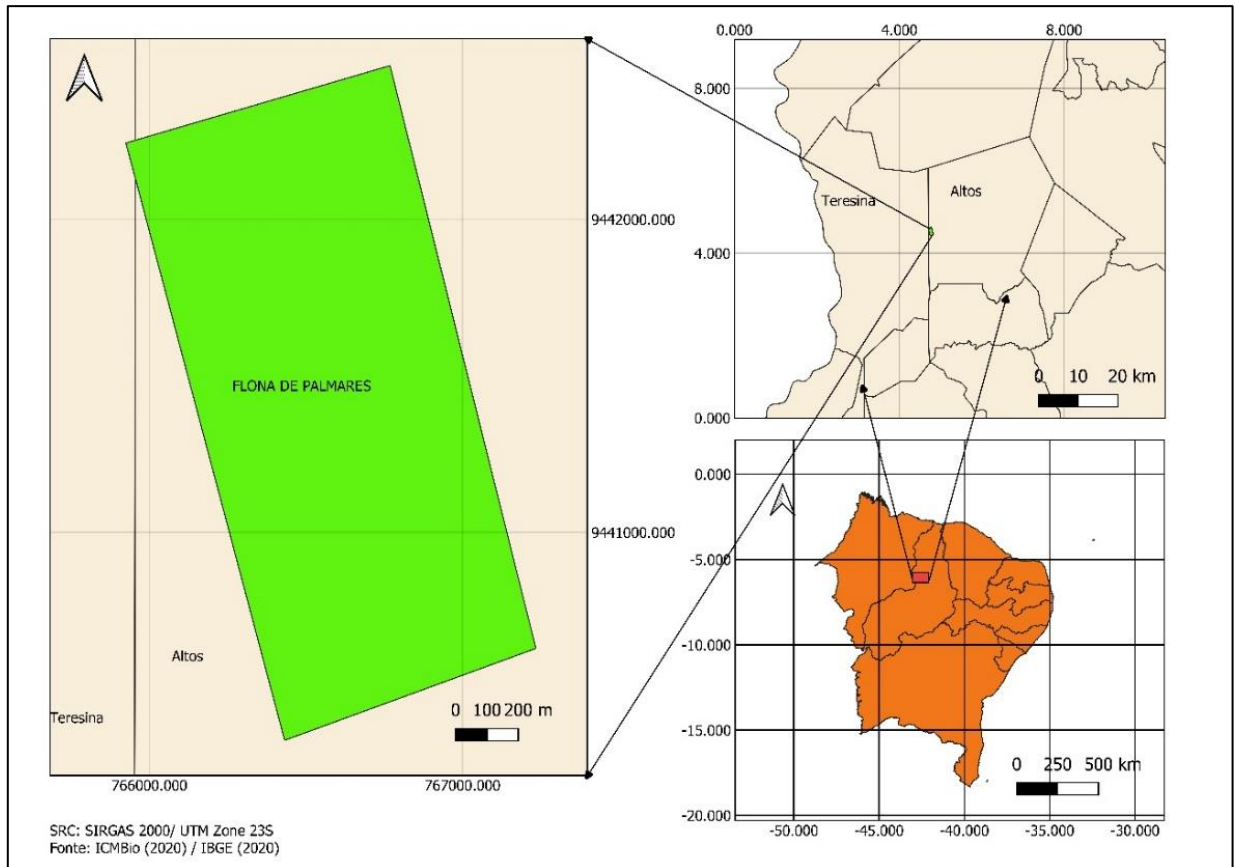 FLONA DE PALMARES
Altos
Teresina
0 100 200 m
9442000.000
9441000.000
766000.000 767000.000
SRC: SIRGAS 2000/ UTM Zone 23S
Fonte: ICMBio (2020) / IBGE (2020)
0.000 4.000 8.000
8.000
4.000
0.000
Teresina
Altos
0 10 20 km
0.000
-5.000
-10.000
-15.000
-20.000
0 250 500 km
-50.000 -45.000 -40.000 -35.000 -30.000